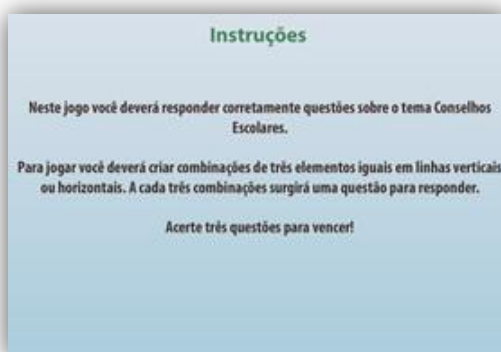 Instruções
Neste jogo você deverá responder corretamente questões sobre o tema Conselhos
Escolares.
Para jogar você deverá criar combinações de três elementos iguais em linhas verticais
ou horizontais. A cada três combinações surgirá uma questão para responder.
Acerte três questões para vencer!